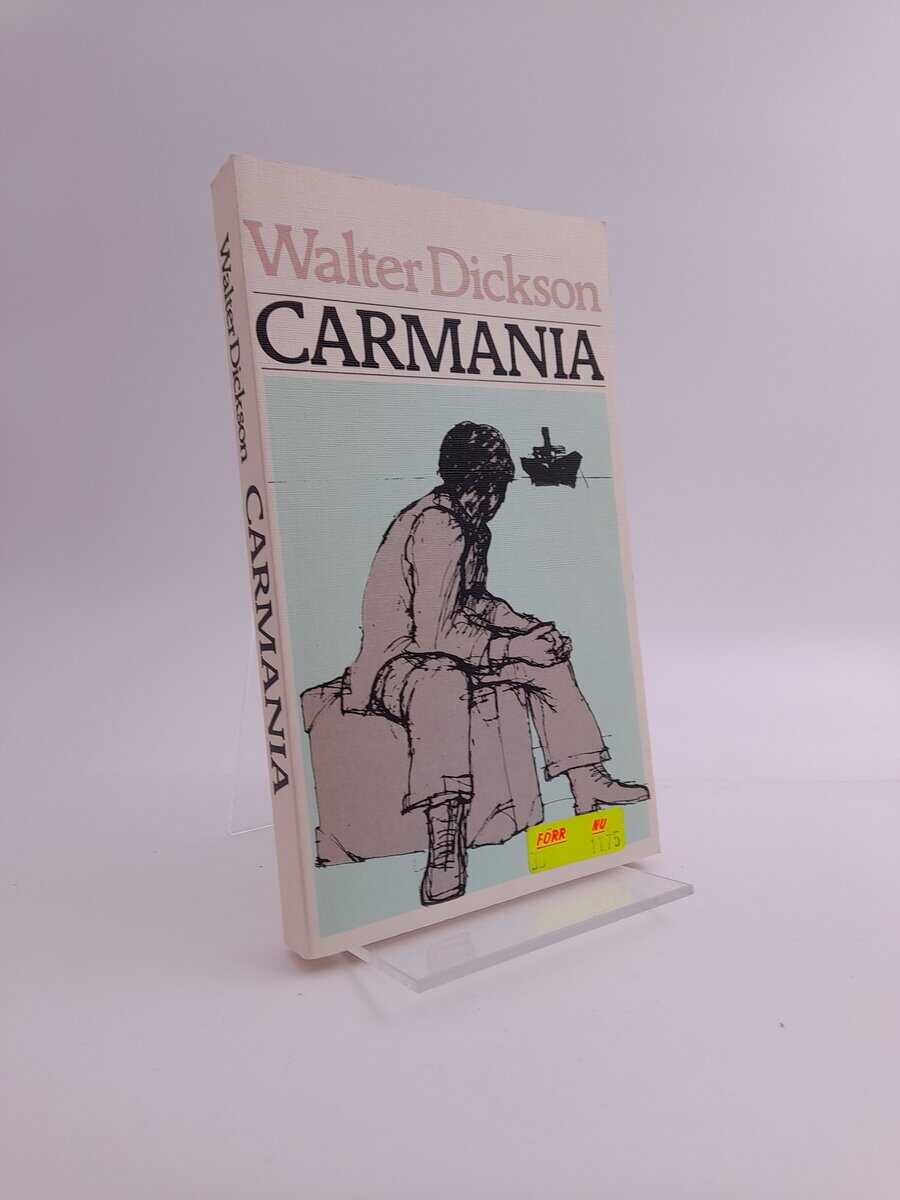 Walter Dickson
CARMANIA
Walter Dickson CARMANIA
FÖRR NU